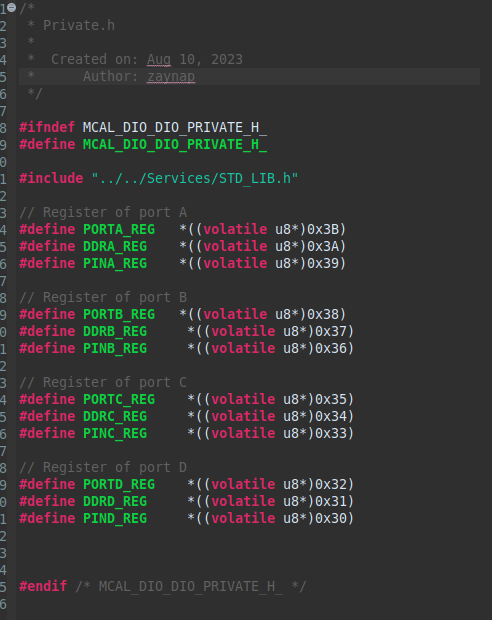 1 /*
2 * Private.h
3 *
4 * Created on: Aug 10, 2023
5 * Author: zaynap
6 */
7
8 #ifndef MCAL_DIO_DIO_PRIVATE_H_
9 #define MCAL_DIO_DIO_PRIVATE_H_
0
1 #include "../../Services/STD_LIB.h"
2
3 // Register of port A
4 #define PORTA_REG *((volatile u8*)0x3B)
5 #define DDRA_REG *((volatile u8*)0x3A)
6 #define PINA_REG *((volatile u8*)0x39)
7
8 // Register of port B
9 #define PORTB_REG *((volatile u8*)0x38)
0 #define DDRB_REG *((volatile u8*)0x37)
1 #define PINB_REG *((volatile u8*)0x36)
2
3 // Register of port C
4 #define PORTC_REG *((volatile u8*)0x35)
5 #define DDRC_REG *((volatile u8*)0x34)
6 #define PINC_REG *((volatile u8*)0x33)
7
8 // Register of port D
9 #define PORTD_REG *((volatile u8*)0x32)
0 #define DDRD_REG *((volatile u8*)0x31)
1 #define PIND_REG *((volatile u8*)0x30)
2
3
4
5 #endif /* MCAL_DIO_DIO_PRIVATE_H_ */
6